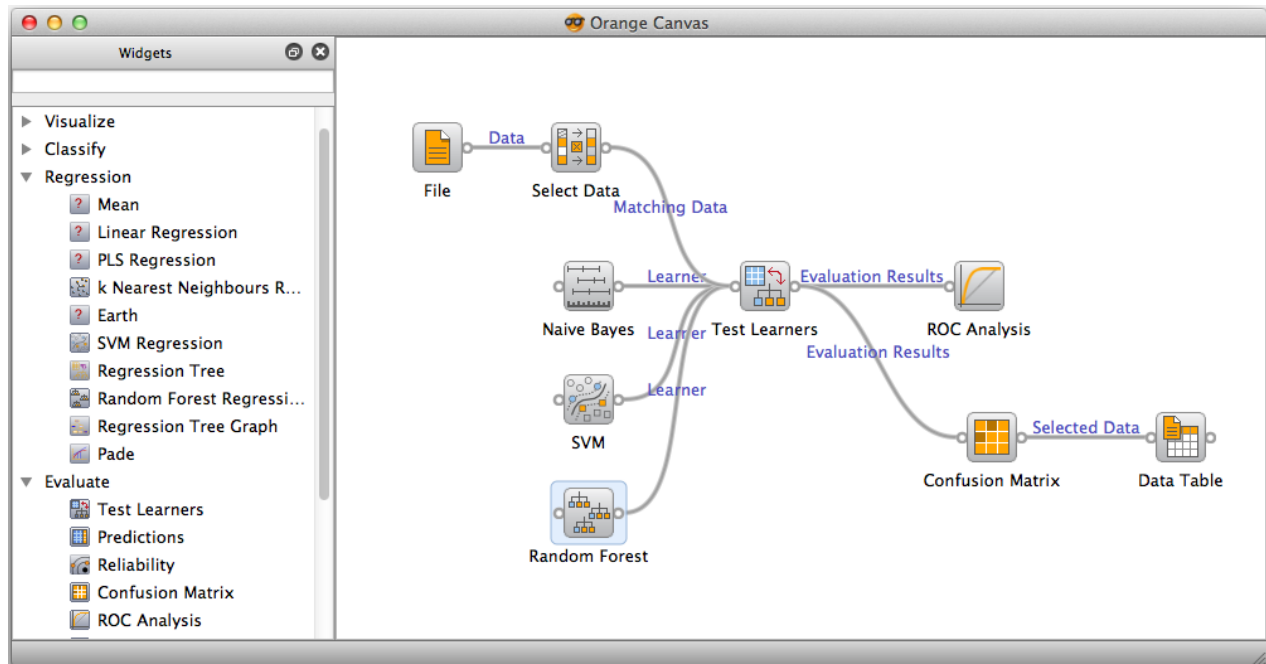 Orange Canvas
Widgets
Visualize
Classify
Regression
Mean
Linear Regression
PLS Regression
k Nearest Neighbours R...
Earth
SVM Regression
Regression Tree
Random Forest Regressi...
Regression Tree Graph
Pade
Evaluate
Test Learners
Predictions
Reliability
Confusion Matrix
ROC Analysis
Data
File
Select Data
Matching Data
Learner
Evaluation Results
Naive Bayes
Learner
Test Learners
ROC Analysis
Evaluation Results
Learner
SVM
Selected Data
Confusion Matrix
Data Table
Random Forest